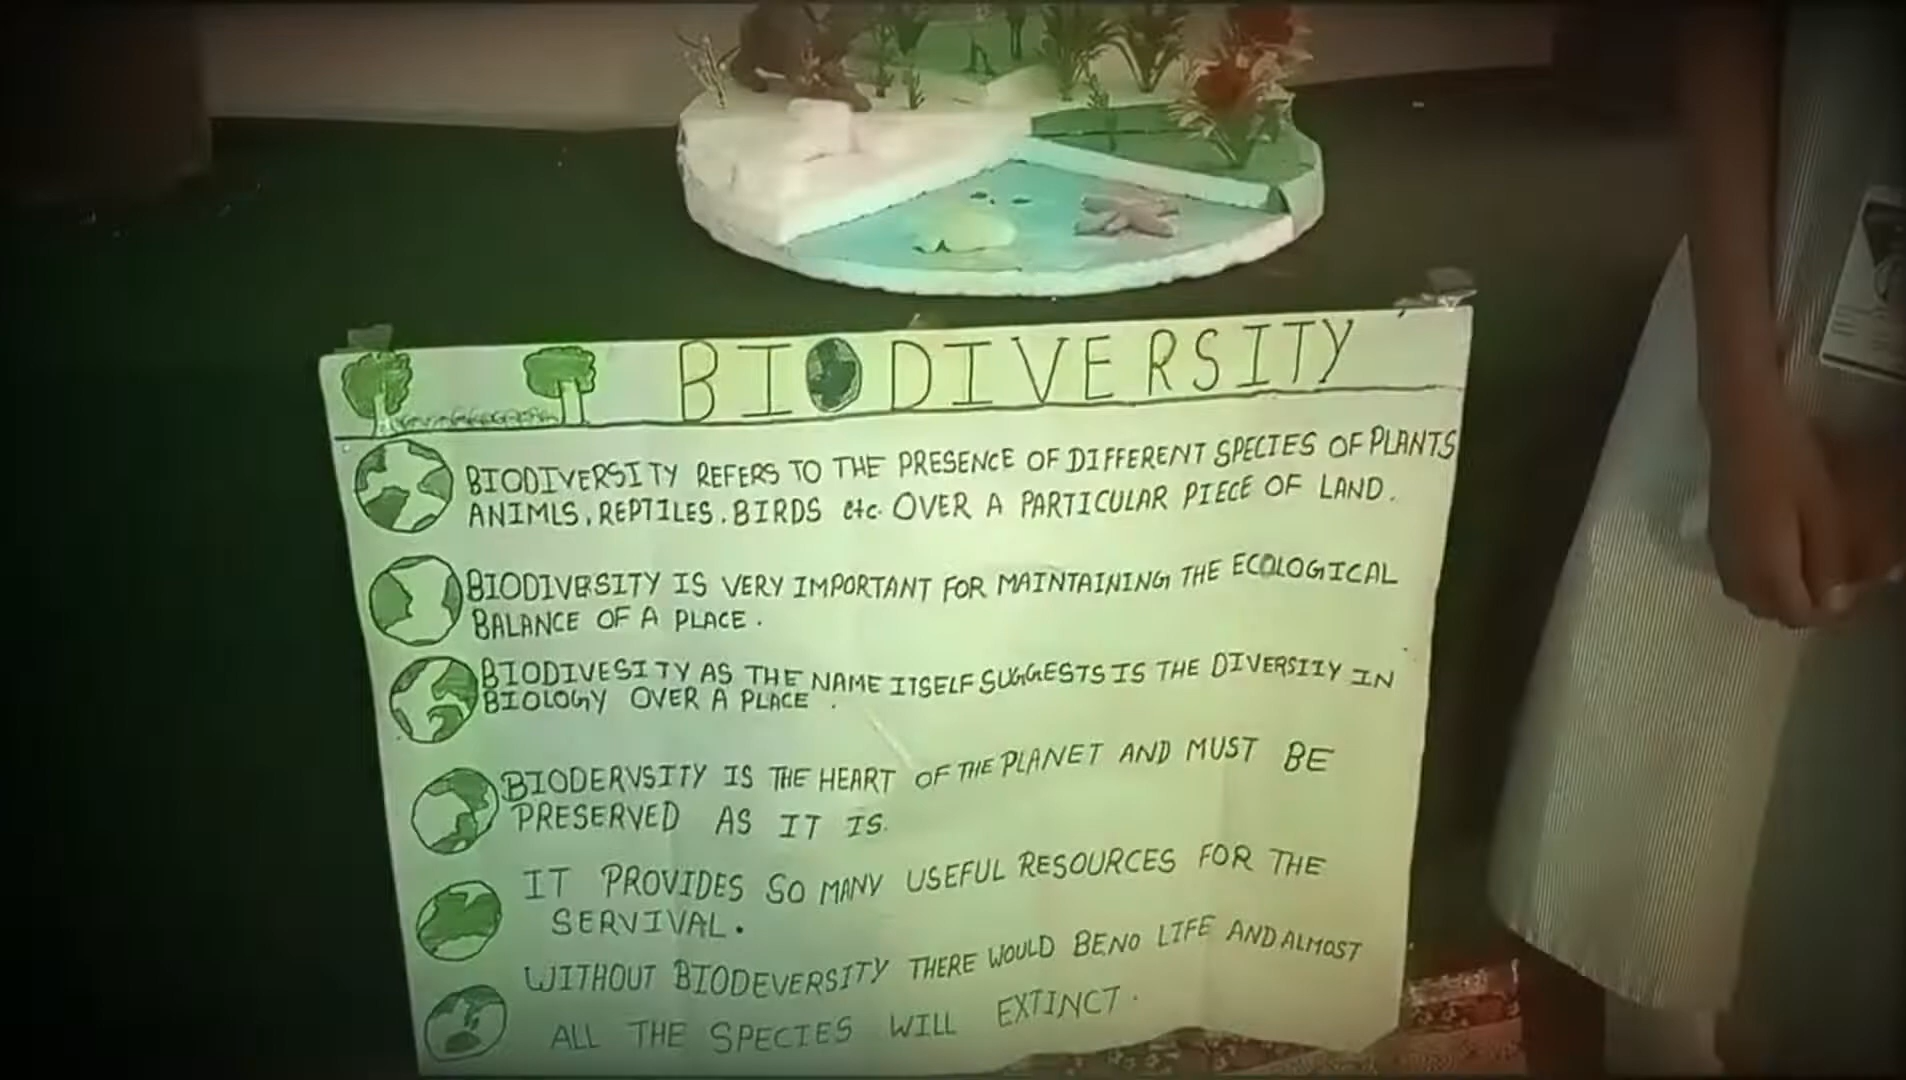 BIODIVERSITY
BIODIVERSITY REFERS TO THE PRESENCE OF DIFFERENT SPECIES OF PLANTS
ANIMLS, REPTILES. BIRDS etc. OVER A PARTICULAR PIECE OF LAND.
BIODIVERSITY IS VERY IMPORTANT FOR MAINTAINING THE ECOLOGICAL
BALANCE OF A PLACE.
BIODIVESITY AS THE NAME ITSELF SUGGESTS IS THE DIVERSITY IN
BIOLOGY OVER A PLACE.
BIODERVSITY IS THE HEART OF THE PLANET AND MUST BE
PRESERVED AS IT IS.
IT PROVIDES SO MANY USEFUL RESOURCES FOR THE
SERVIVAL.
WITHOUT BIODEVERSITY THERE WOULD BE NO LIFE AND ALMOST
ALL THE SPECIES WILL EXTINCT.